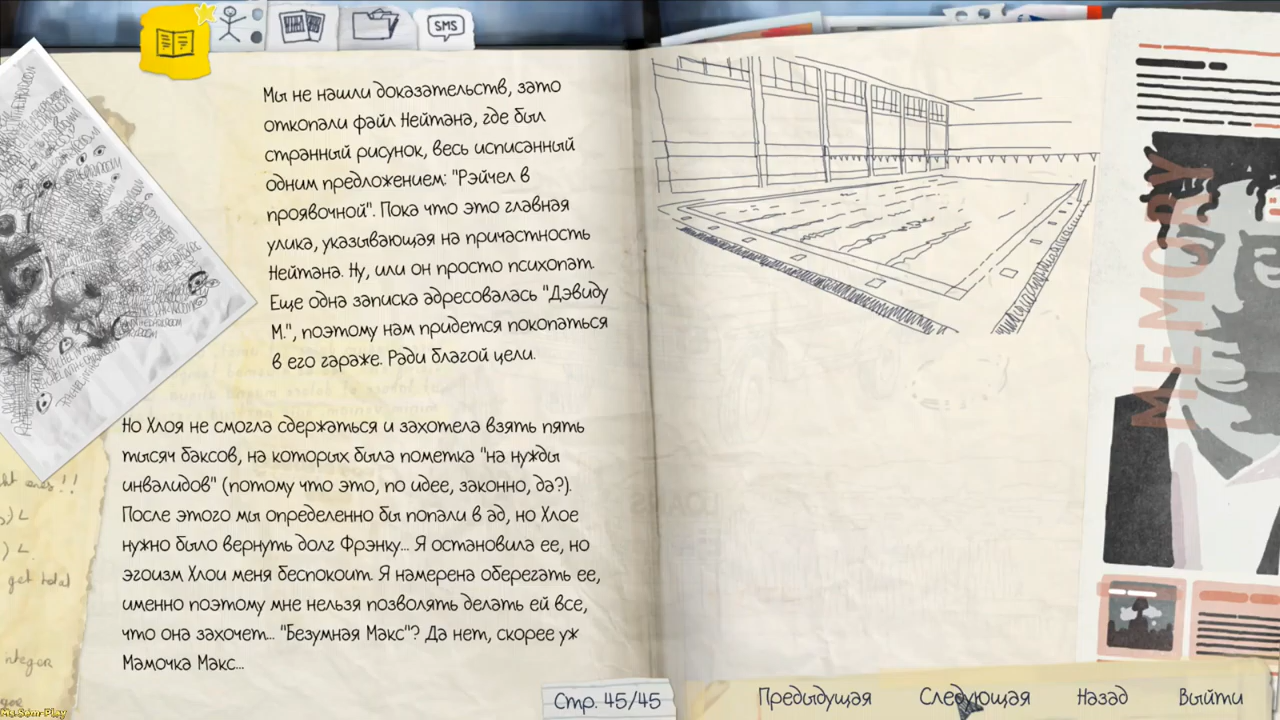 SMS
Мы не нашли доказательств, зато
откопали файл Нейтана, где был
странный рисунок, весь исписанный
одним предложением: "Рэйчел в
проявочной". Пока что это главная
улика, указывающая на причастность
Нейтана. Ну, или он просто психопат.
Еще одна записка адресовалась "Дэвиду
М.", поэтому нам придется покопаться
в его гараже. Ради благой цели.
Но Хлоя не смогла сдержаться и захотела взять пять
тысяч баксов, на которых была пометка "на нужды
инвалидов" (потому что это, по идее, законно, да?).
После этого мы определенно бы попали в ад, но Хлое
нужно было вернуть долг Фрэнку... Я остановила ее, но
эгоизм Хлои меня беспокоит. Я намерена оберегать ее,
именно поэтому мне нельзя позволять делать ей все,
что она захочет... "Безумная Макс"? Да нет, скорее уж
Мамочка Макс...
MEMORY
get total
integer
Стр. 45/45
Предыдущая Следующая Назад Выйти